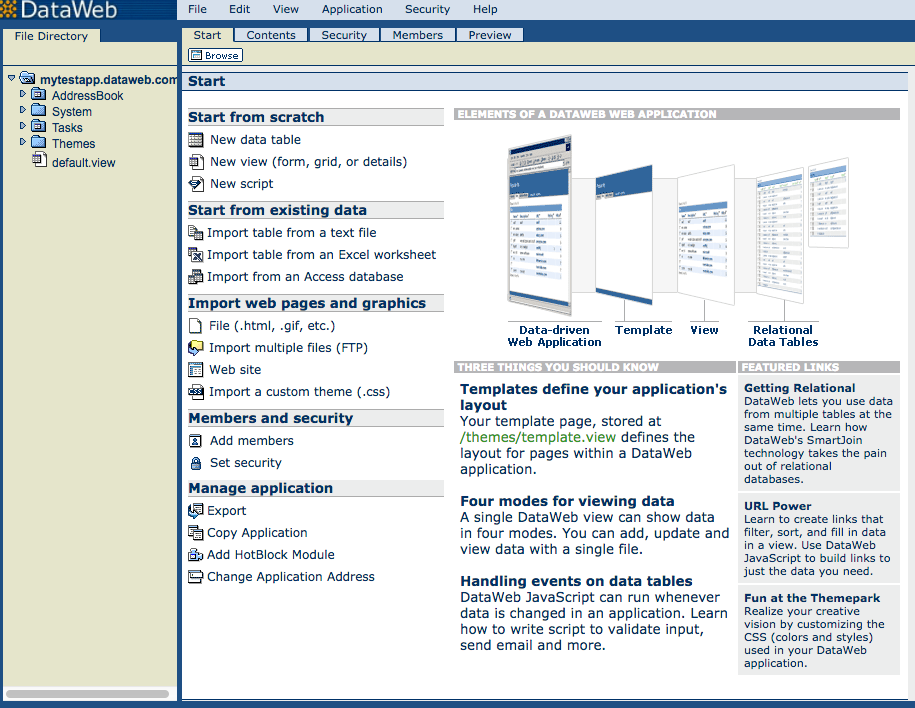 DataWeb
File Edit View Application Security Help
File Directory
Start Contents Security Members Preview
Browse
mytestapp.dataweb.com
AddressBook
System
Tasks
Themes
default.view
Start
Start from scratch
New data table
New view (form, grid, or details)
New script
Start from existing data
Import table from a text file
Import table from an Excel worksheet
Import from an Access database
Import web pages and graphics
File (.html, .gif, etc.)
Import multiple files (FTP)
Web site
Import a custom theme (.css)
Members and security
Add members
Set security
Manage application
Export
Copy Application
Add HotBlock Module
Change Application Address
ELEMENTS OF A DATAWEB WEB APPLICATION
Data-driven
Web Application
Template
View
Relational
Data Tables
THREE THINGS YOU SHOULD KNOW
Templates define your application's
layout
Your template page, stored at
/themes/template.view defines the
layout for pages within a DataWeb
application.
Four modes for viewing data
A single DataWeb view can show data
in four modes. You can add, update and
view data with a single file.
Handling events on data tables
DataWeb JavaScript can run whenever
data is changed in an application. Learn
how to write script to validate input,
send email and more.
FEATURED LINKS
Getting Relational
DataWeb lets you use data
from multiple tables at the
same time. Learn how
DataWeb's SmartJoin
technology takes the pain
out of relational
databases.
URL Power
Learn to create links that
filter, sort, and fill in data
in a view. Use DataWeb
JavaScript to build links to
just the data you need.
Fun at the Themepark
Realize your creative
vision by customizing the
CSS (colors and styles)
used in your DataWeb
application.